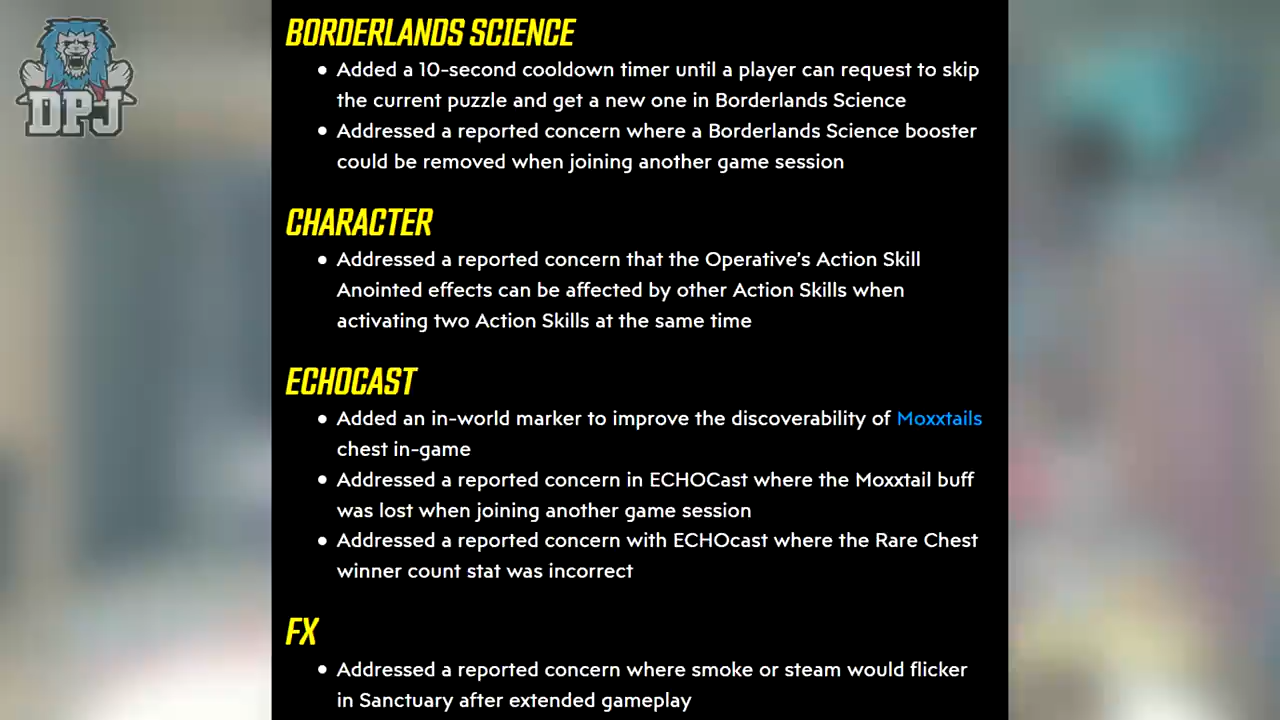 DPJ
BORDERLANDS SCIENCE
• Added a 10-second cooldown timer until a player can request to skip
the current puzzle and get a new one in Borderlands Science
• Addressed a reported concern where a Borderlands Science booster
could be removed when joining another game session
CHARACTER
• Addressed a reported concern that the Operative’s Action Skill
Anointed effects can be affected by other Action Skills when
activating two Action Skills at the same time
ECHOCAST
• Added an in-world marker to improve the discoverability of Moxxtails
chest in-game
• Addressed a reported concern in ECHOCast where the Moxxtail buff
was lost when joining another game session
• Addressed a reported concern with ECHOcast where the Rare Chest
winner count stat was incorrect
FX
• Addressed a reported concern where smoke or steam would flicker
in Sanctuary after extended gameplay